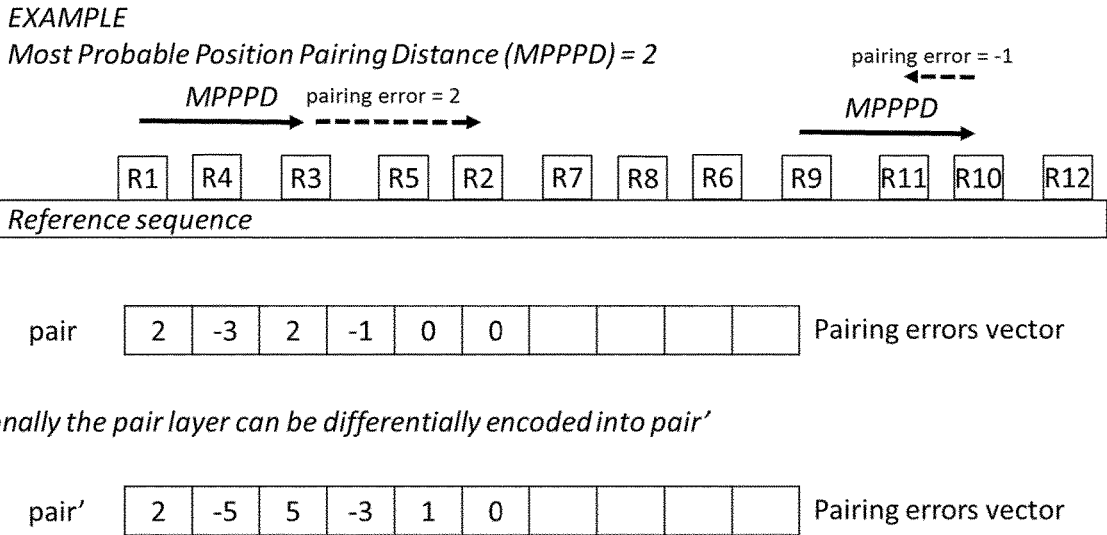 EXAMPLE
Most Probable Position Pairing Distance (MPPPD) = 2
pairing error = -1
MPPPD pairing error = 2 MPPPD
R1 R4 R3 R5 R2 R7 R8 R6 R9 R11 R10 R12
Reference sequence
pair 2 -3 2 -1 0 0 Pairing errors vector
onally the pair layer can be differentially encoded into pair’
pair’ 2 -5 5 -3 1 0 Pairing errors vector